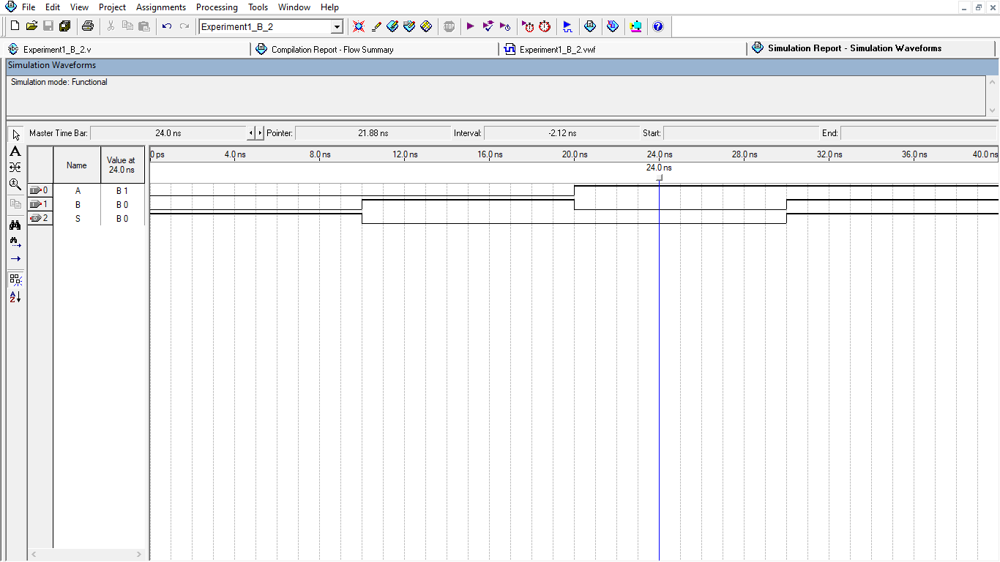 File Edit View Project Assignments Processing Tools Window Help
Experiment1_B_2
STOP
abc Experiment1_B_2.v Compilation Report - Flow Summary Experiment1_B_2.vwf Simulation Report - Simulation Waveforms
Simulation Waveforms
Simulation mode: Functional
Master Time Bar: 24.0 ns Pointer: 21.88 ns Interval: -2.12 ns Start: End:
Name Value at 24.0 ns
0 ps 4.0 ns 8.0 ns 12.0 ns 16.0 ns 20.0 ns 24.0 ns 28.0 ns 32.0 ns 36.0 ns 40.0 ns
24.0 ns
0 A B 1
1 B B 0
2 S B 0